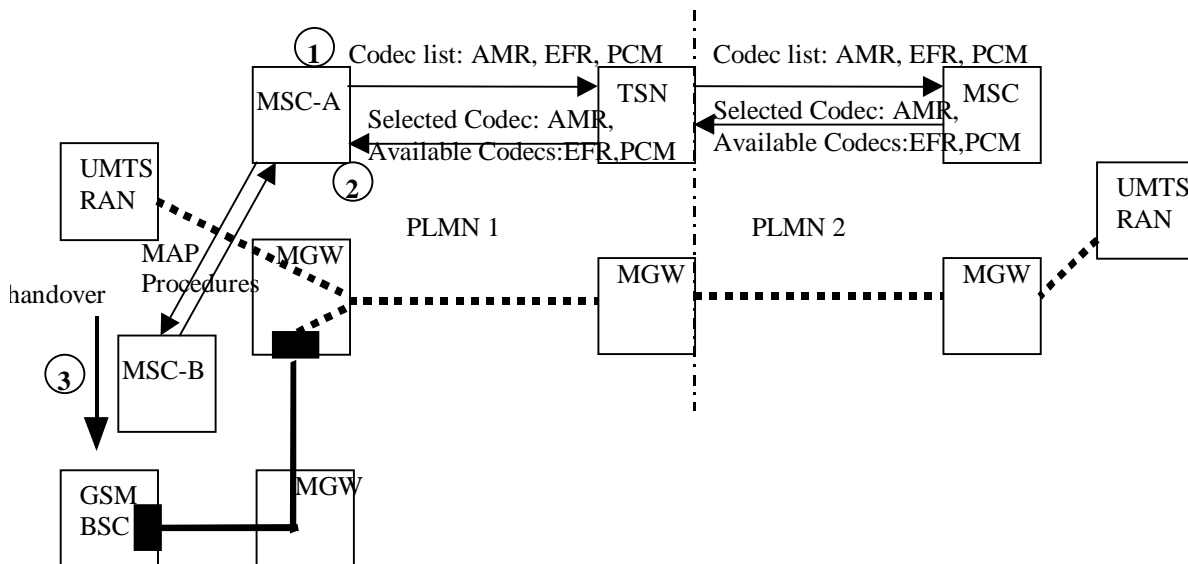 1
Codec list: AMR, EFR, PCM
Codec list: AMR, EFR, PCM
MSC-A
TSN
MSC
Selected Codec: AMR,
Available Codecs:EFR,PCM
Selected Codec: AMR,
Available Codecs:EFR,PCM
2
UMTS
RAN
UMTS
RAN
PLMN 1
PLMN 2
MAP
Procedures
MGW
MGW
MGW
handover
3
MSC-B
GSM
BSC
MGW